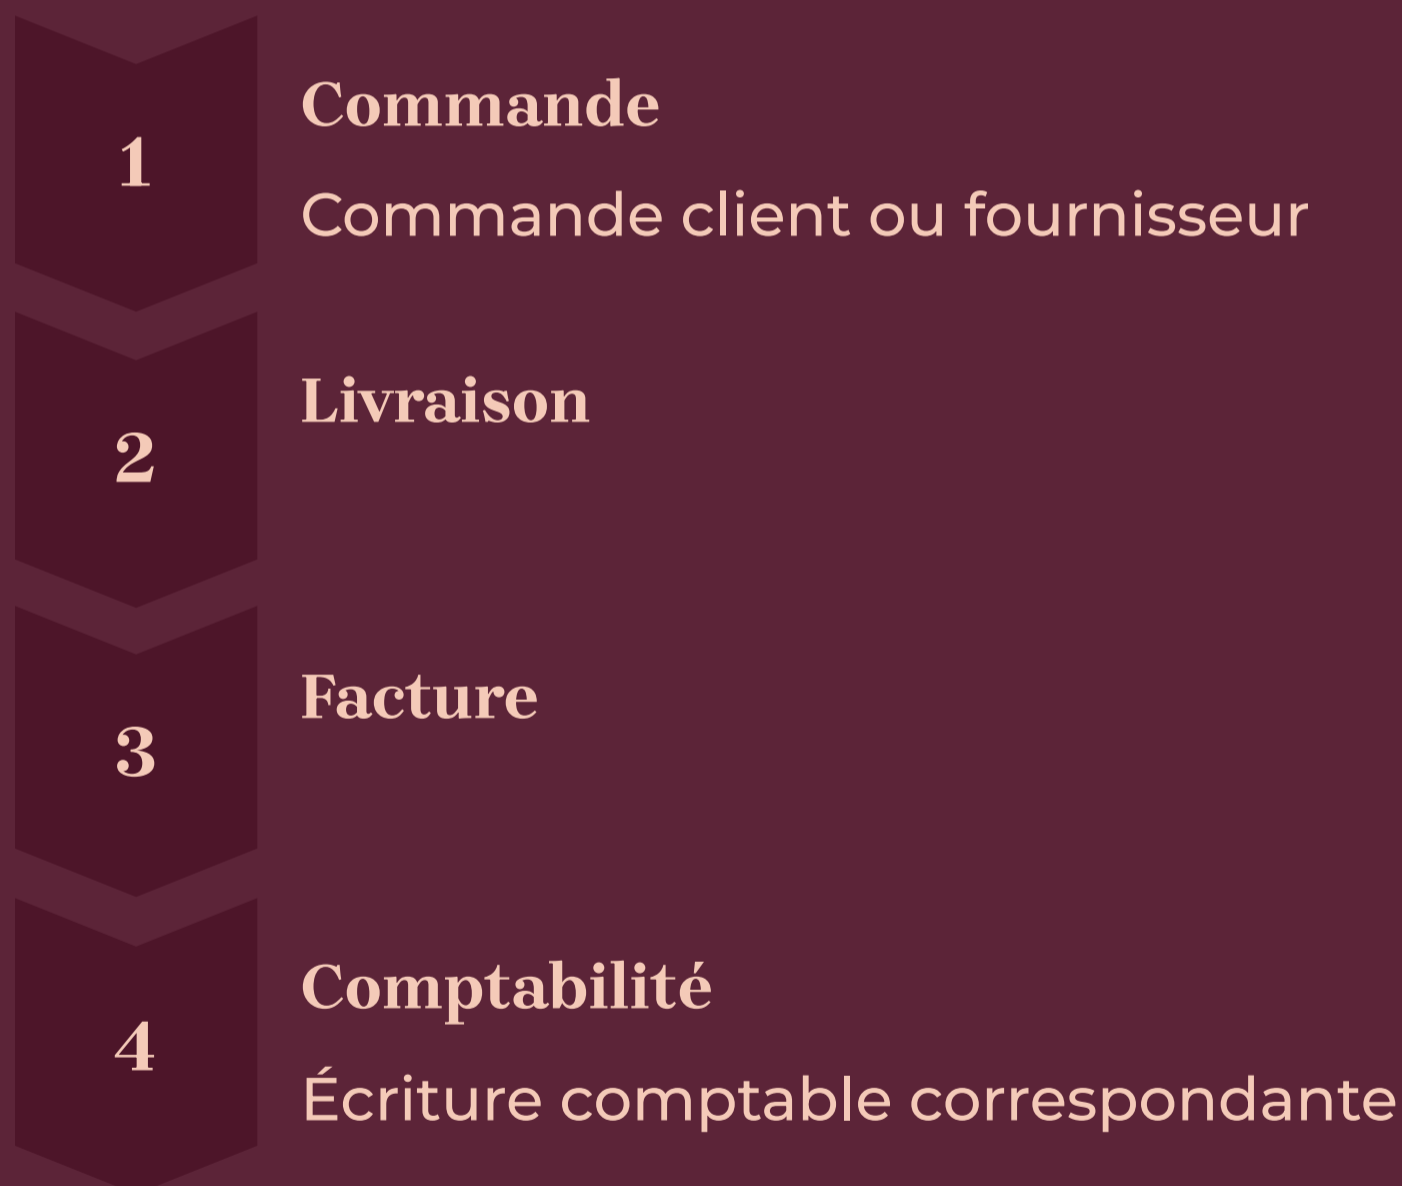 1
Commande
Commande client ou fournisseur
2
Livraison
3
Facture
4
Comptabilité
Écriture comptable correspondante